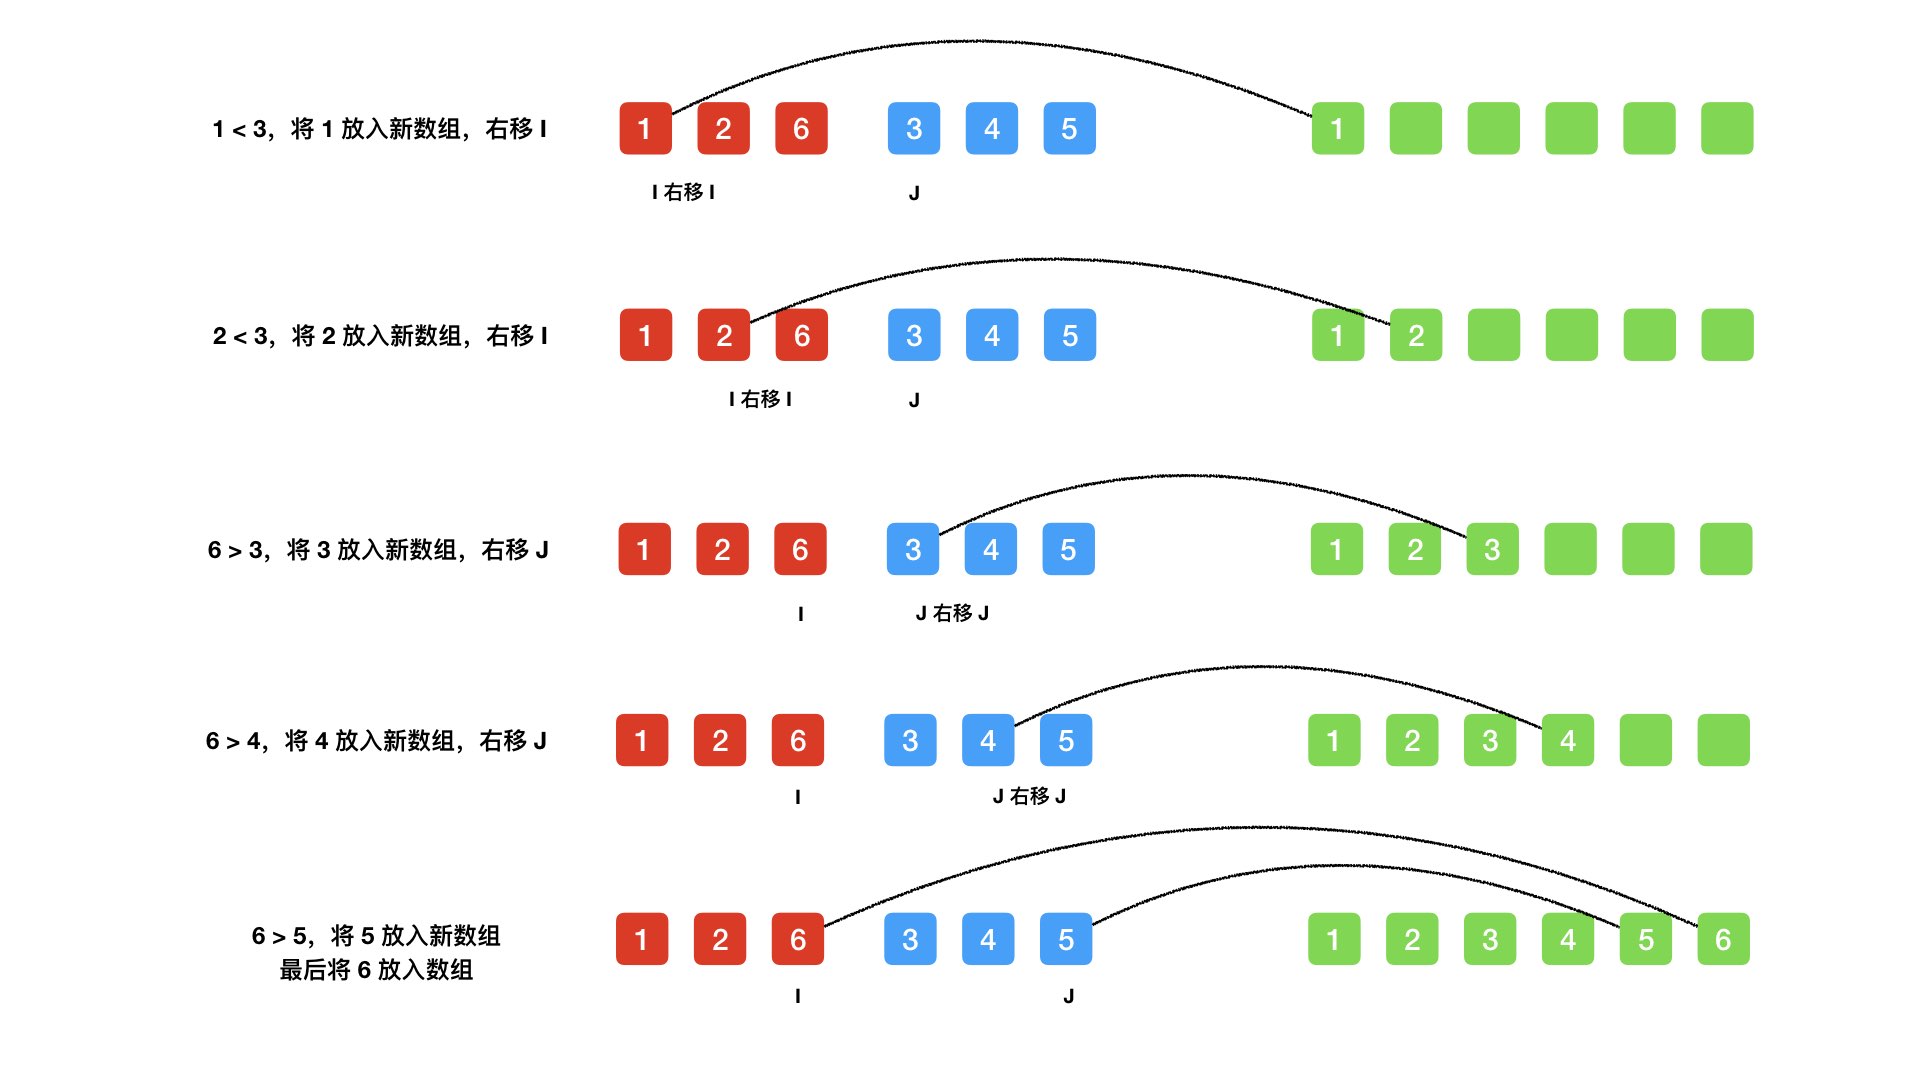 1 < 3，将 1 放入新数组，右移 I
1 2 6 3 4 5 1
I 右移 I J
2 < 3，将 2 放入新数组，右移 I
1 2 6 3 4 5 1 2
I 右移 I J
6 > 3，将 3 放入新数组，右移 J
1 2 6 3 4 5 1 2 3
I J 右移 J
6 > 4，将 4 放入新数组，右移 J
1 2 6 3 4 5 1 2 3 4
I J 右移 J
6 > 5，将 5 放入新数组
最后将 6 放入数组
1 2 6 3 4 5 1 2 3 4 5 6
I J